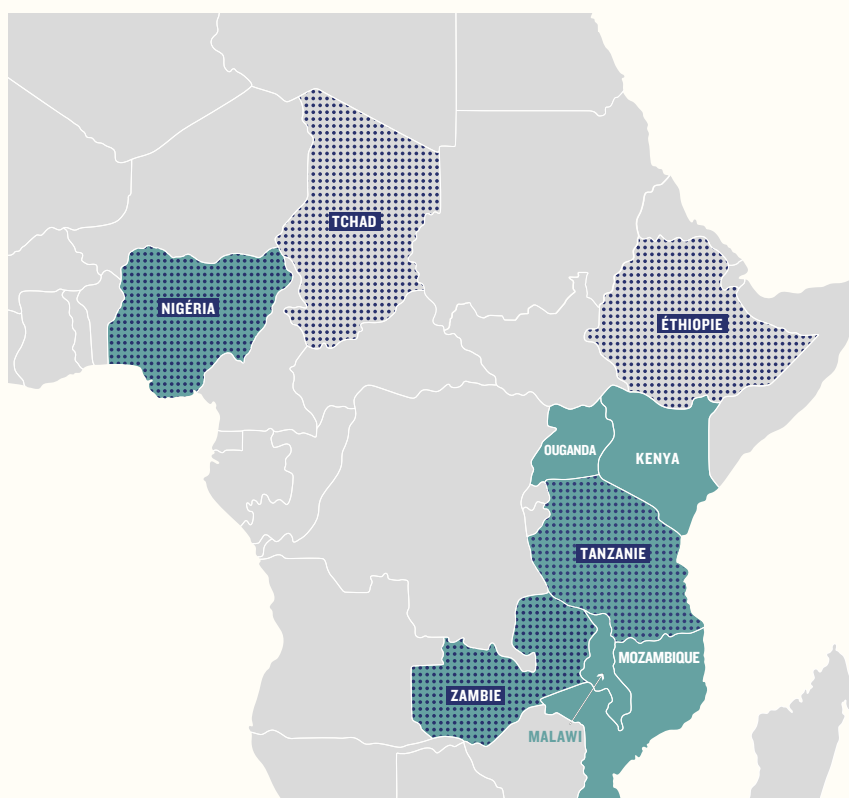 TCHAD
NIGÉRIA
ÉTHIOPIE
OUGANDA
KENYA
TANZANIE
MOZAMBIQUE
ZAMBIE
MALAWI